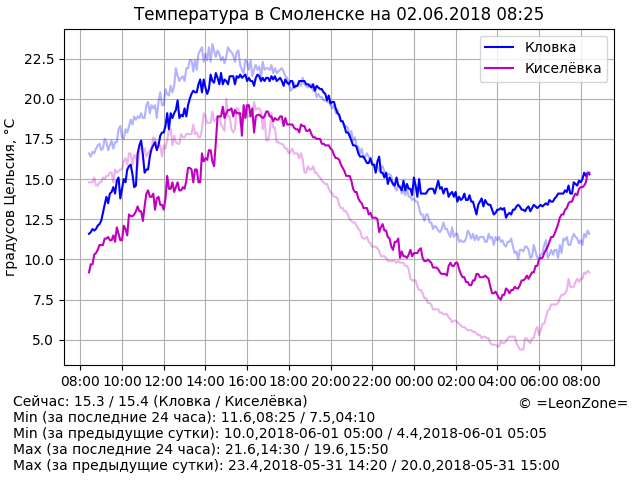 Температура в Смоленске на 02.06.2018 08:25
Кловка
Киселёвка
градусов Цельсия, °C
22.5
20.0
17.5
15.0
12.5
10.0
7.5
5.0
08:00 10:00 12:00 14:00 16:00 18:00 20:00 22:00 00:00 02:00 04:00 06:00 08:00
Сейчас: 15.3 / 15.4 (Кловка / Киселёвка)
© =LeonZone=
Min (за последние 24 часа): 11.6,08:25 / 7.5,04:10
Min (за предыдущие сутки): 10.0,2018-06-01 05:00 / 4.4,2018-06-01 05:05
Max (за последние 24 часа): 21.6,14:30 / 19.6,15:50
Max (за предыдущие сутки): 23.4,2018-05-31 14:20 / 20.0,2018-05-31 15:00